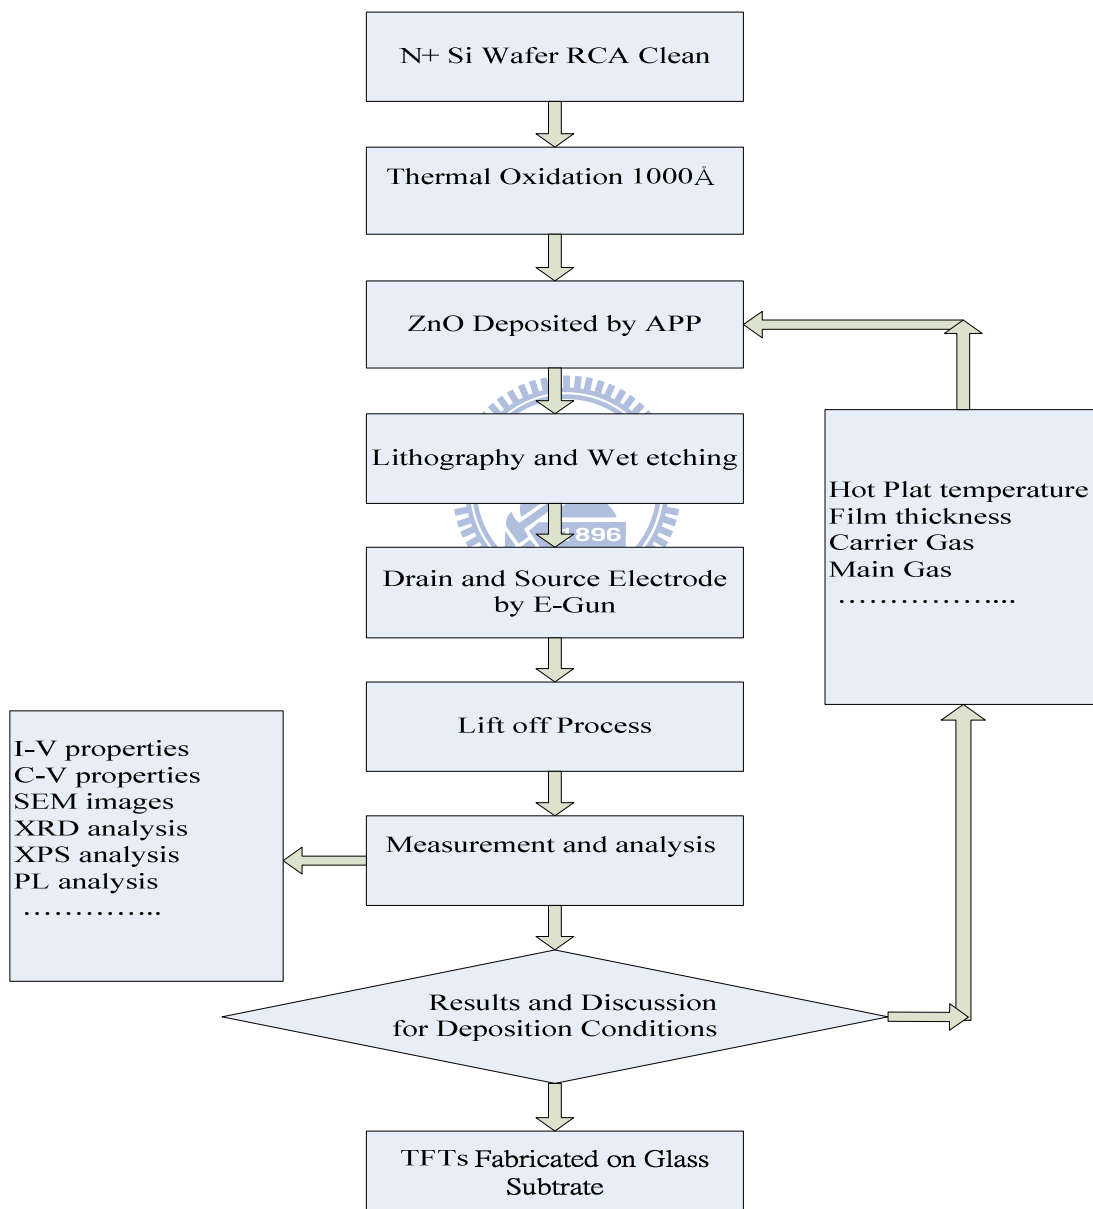 N+ Si Wafer RCA Clean
Thermal Oxidation 1000Å
ZnO Deposited by APP
Lithography and Wet etching
1896
Hot Plat temperature
Film thickness
Carrier Gas
Main Gas
………………...
Drain and Source Electrode
by E-Gun
Lift off Process
I-V properties
C-V properties
SEM images
XRD analysis
XPS analysis
PL analysis
…………..
Measurement and analysis
Results and Discussion
for Deposition Conditions
TFTs Fabricated on Glass
Subtrate